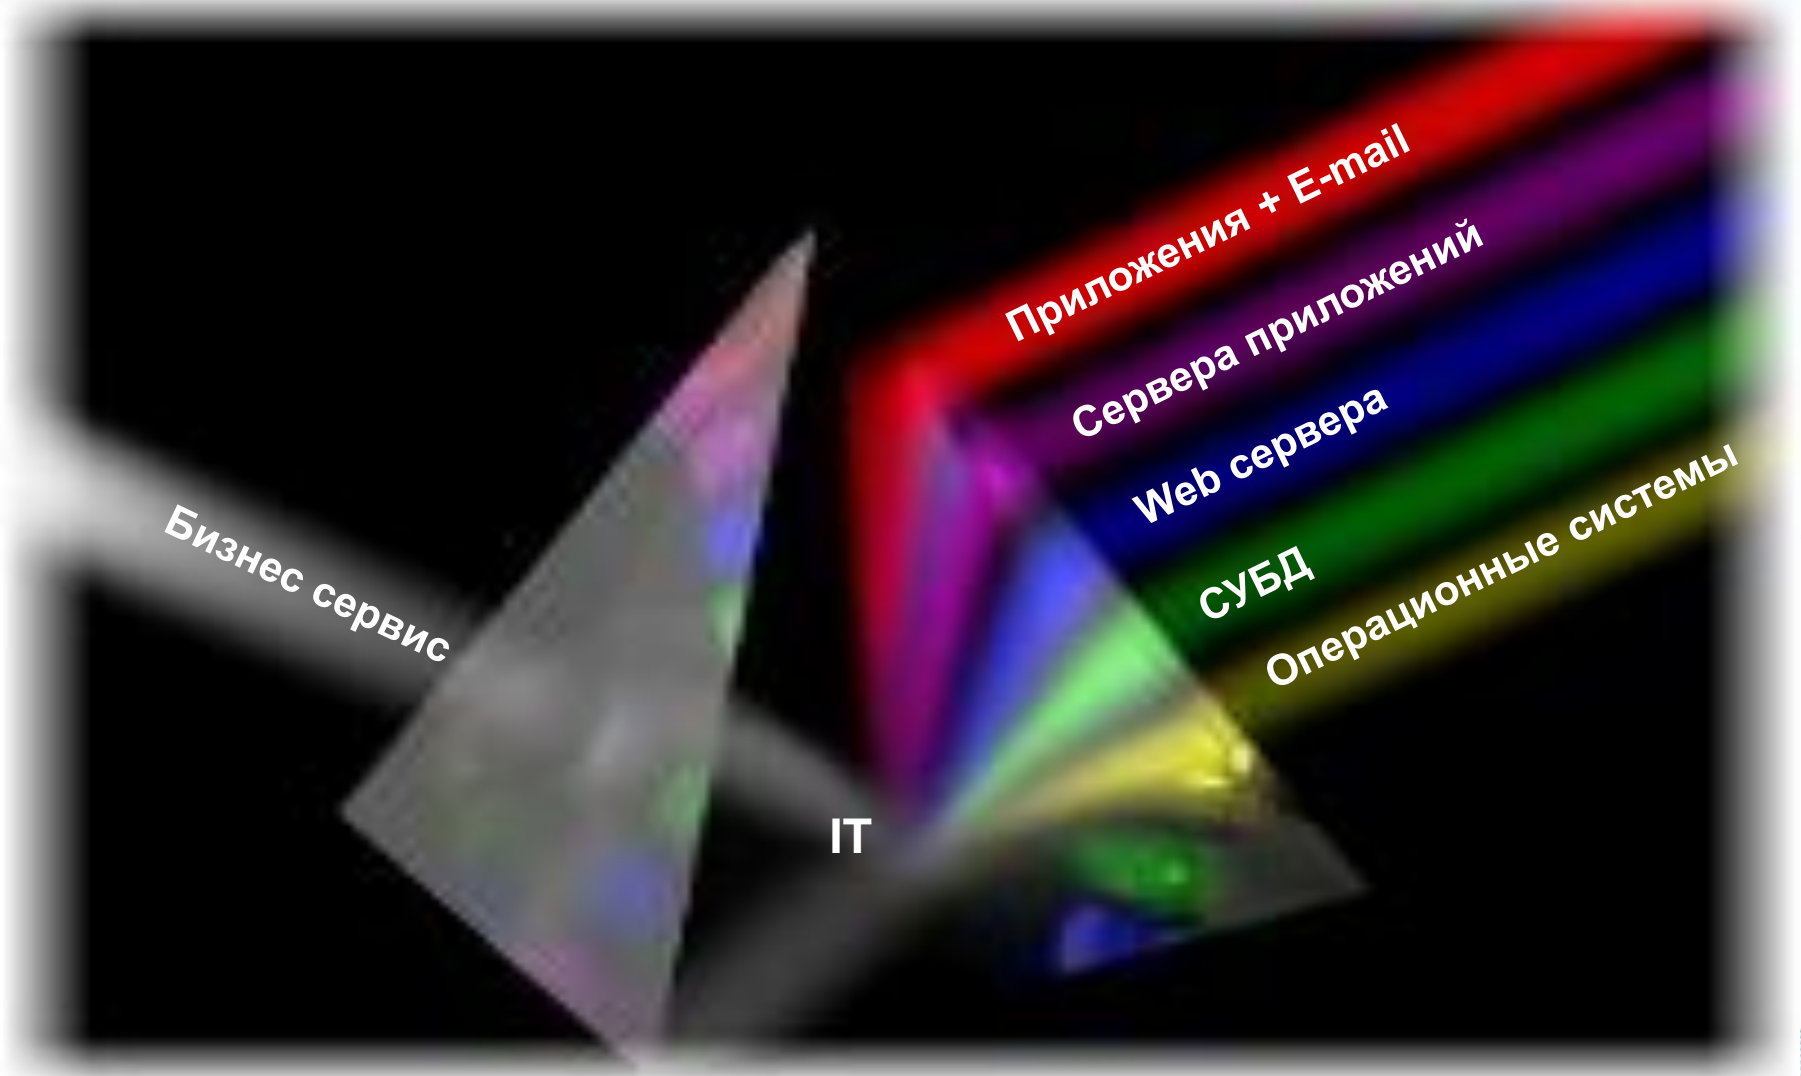 Приложения + E-mail
Сервера приложений
Web сервера
СУБД
Операционные системы
Бизнес сервис
IT